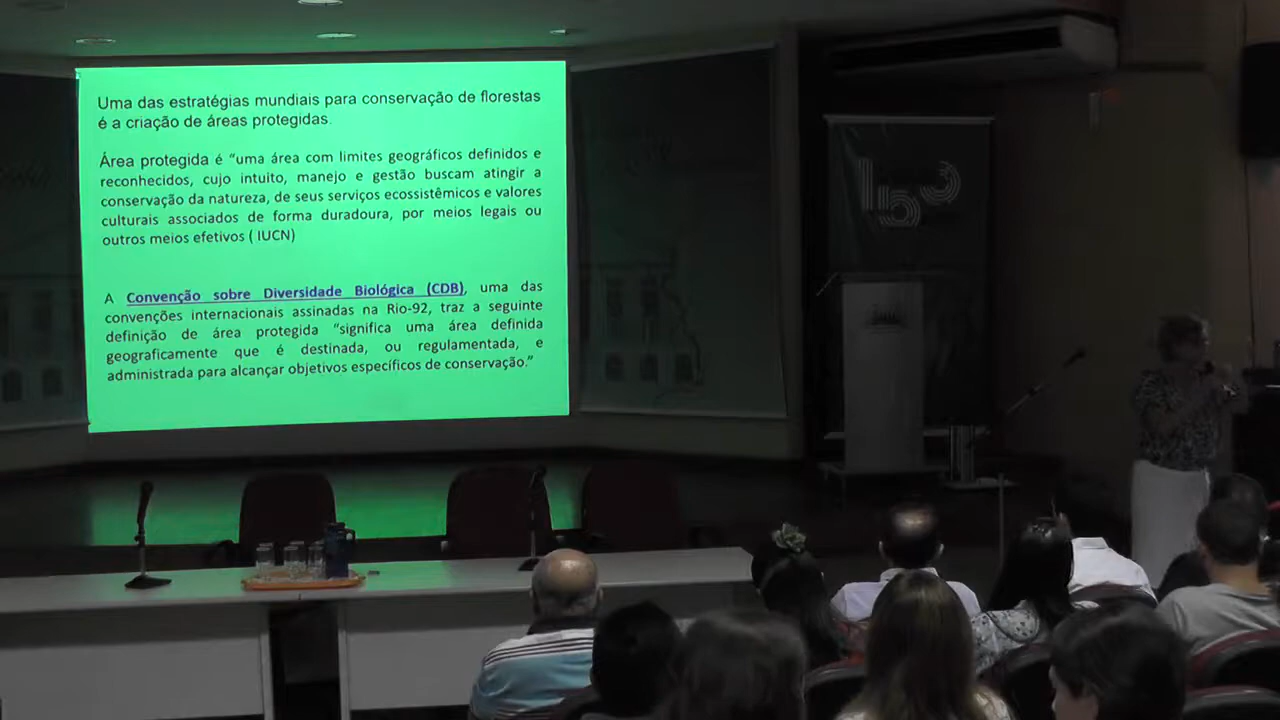 Uma das estratégias mundiais para conservação de florestas
é a criação de áreas protegidas.
Área protegida é “uma área com limites geográficos definidos e
reconhecidos, cujo intuito, manejo e gestão buscam atingir a
conservação da natureza, de seus serviços ecossistêmicos e valores
culturais associados de forma duradoura, por meios legais ou
outros meios efetivos ( IUCN)
A Convenção sobre Diversidade Biológica (CDB), uma das
convenções internacionais assinadas na Rio-92, traz a seguinte
definição de área protegida “significa uma área definida
geograficamente que é destinada, ou regulamentada, e
administrada para alcançar objetivos específicos de conservação.”